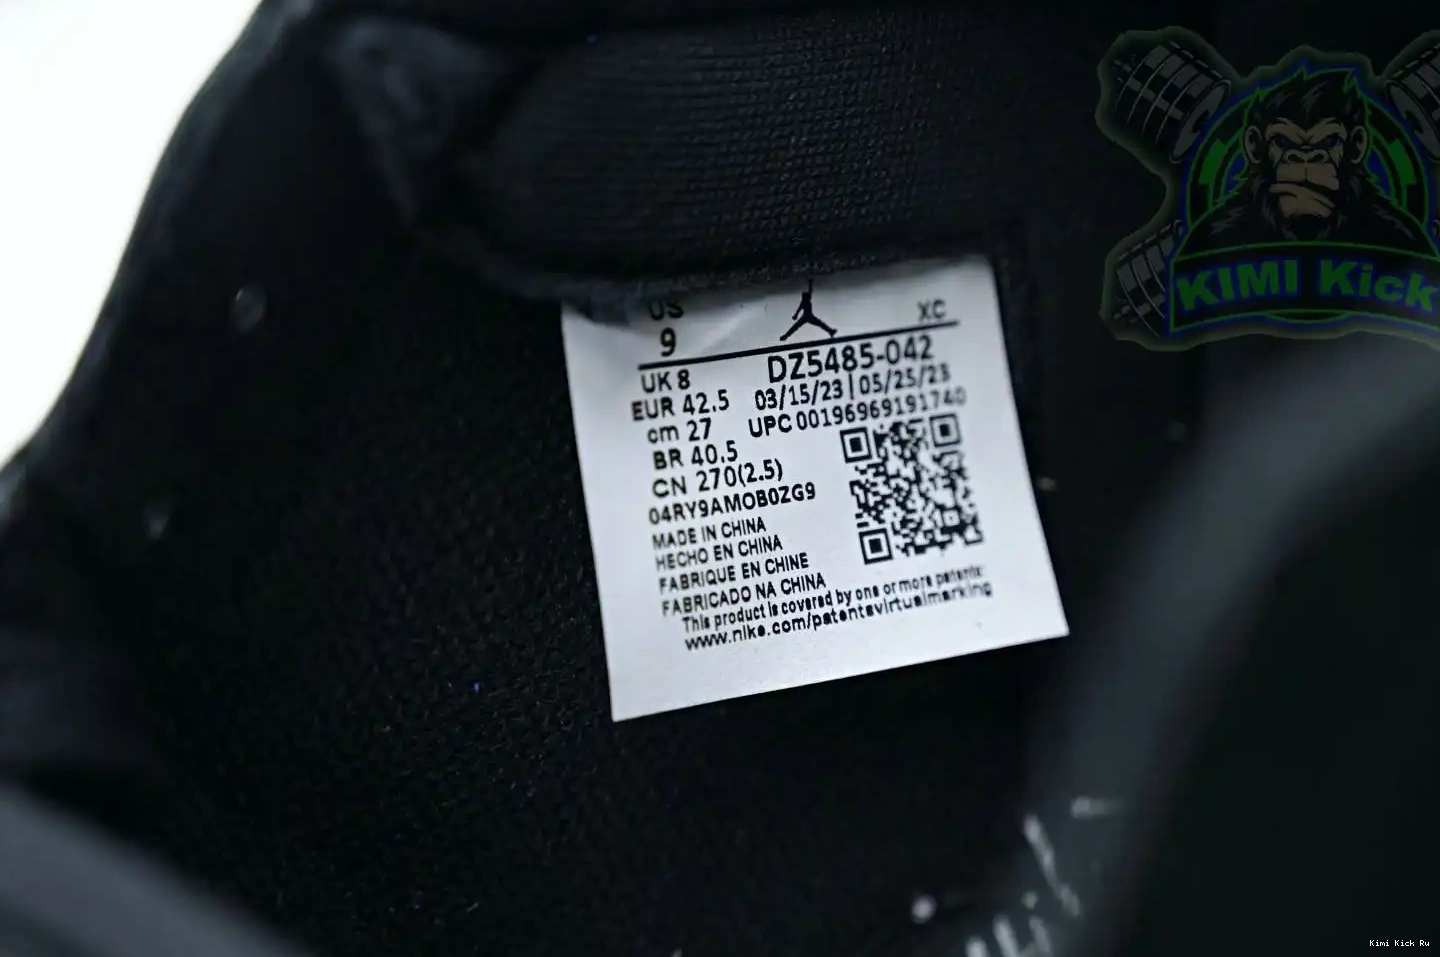 US
9
XC
UK 8
EUR 42.5
cm 27
BR 40.5
CN 270(2.5)
DZ5485-042
03/15/23|05/25/23
UPC 00196969191740
04RY9AMOB0ZG9
MADE IN CHINA
HECHO EN CHINA
FABRIQUE EN CHINE
FABRICADO NA CHINA
This product is covered by one or more patents:
www.nike.com/patentsvirtualmarking
KIMI Kick
Kimi Kick Ru